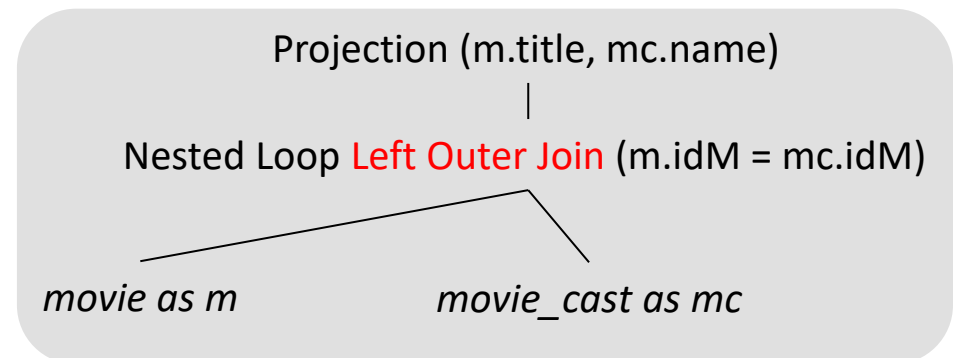 Projection (m.title, mc.name)
Nested Loop Left Outer Join (m.idM = mc.idM)
movie as m movie_cast as mc